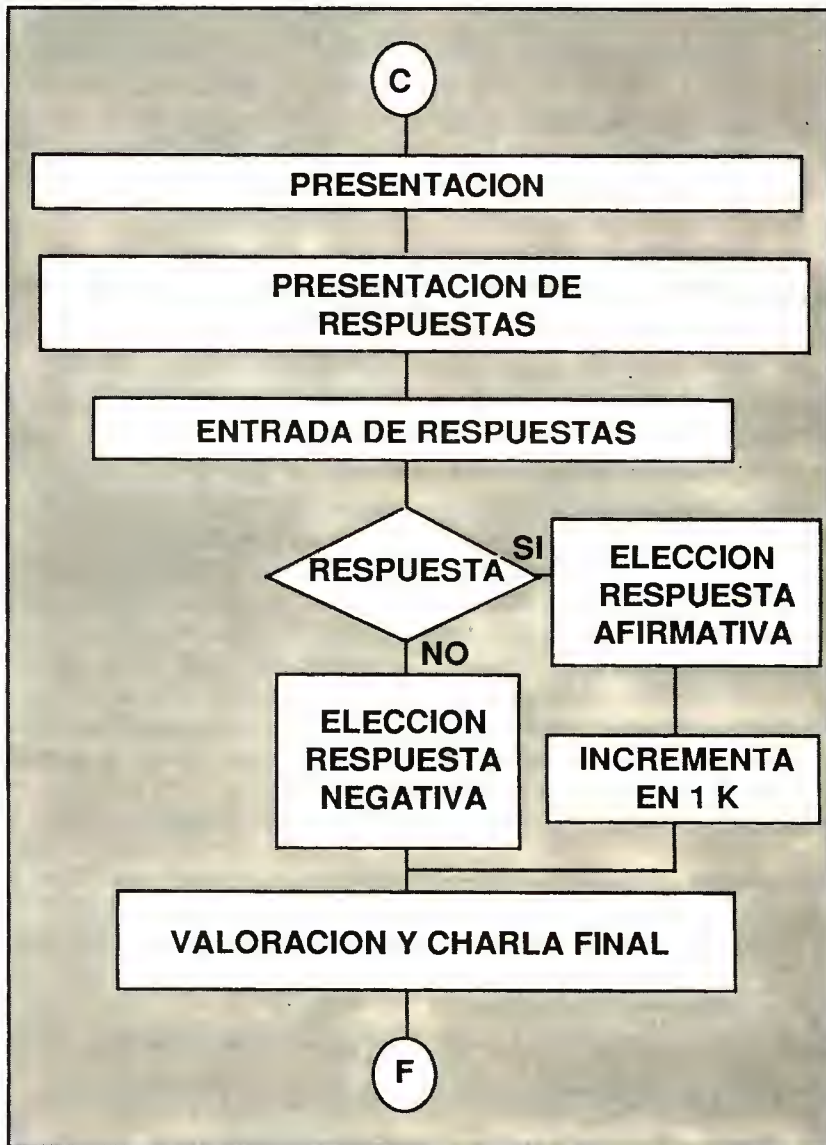 C
PRESENTACION
PRESENTACION DE
RESPUESTAS
ENTRADA DE RESPUESTAS
RESPUESTA
SI
ELECCION
RESPUESTA
AFIRMATIVA
NO
ELECCION
RESPUESTA
NEGATIVA
INCREMENTA
EN 1 K
VALORACION Y CHARLA FINAL
F